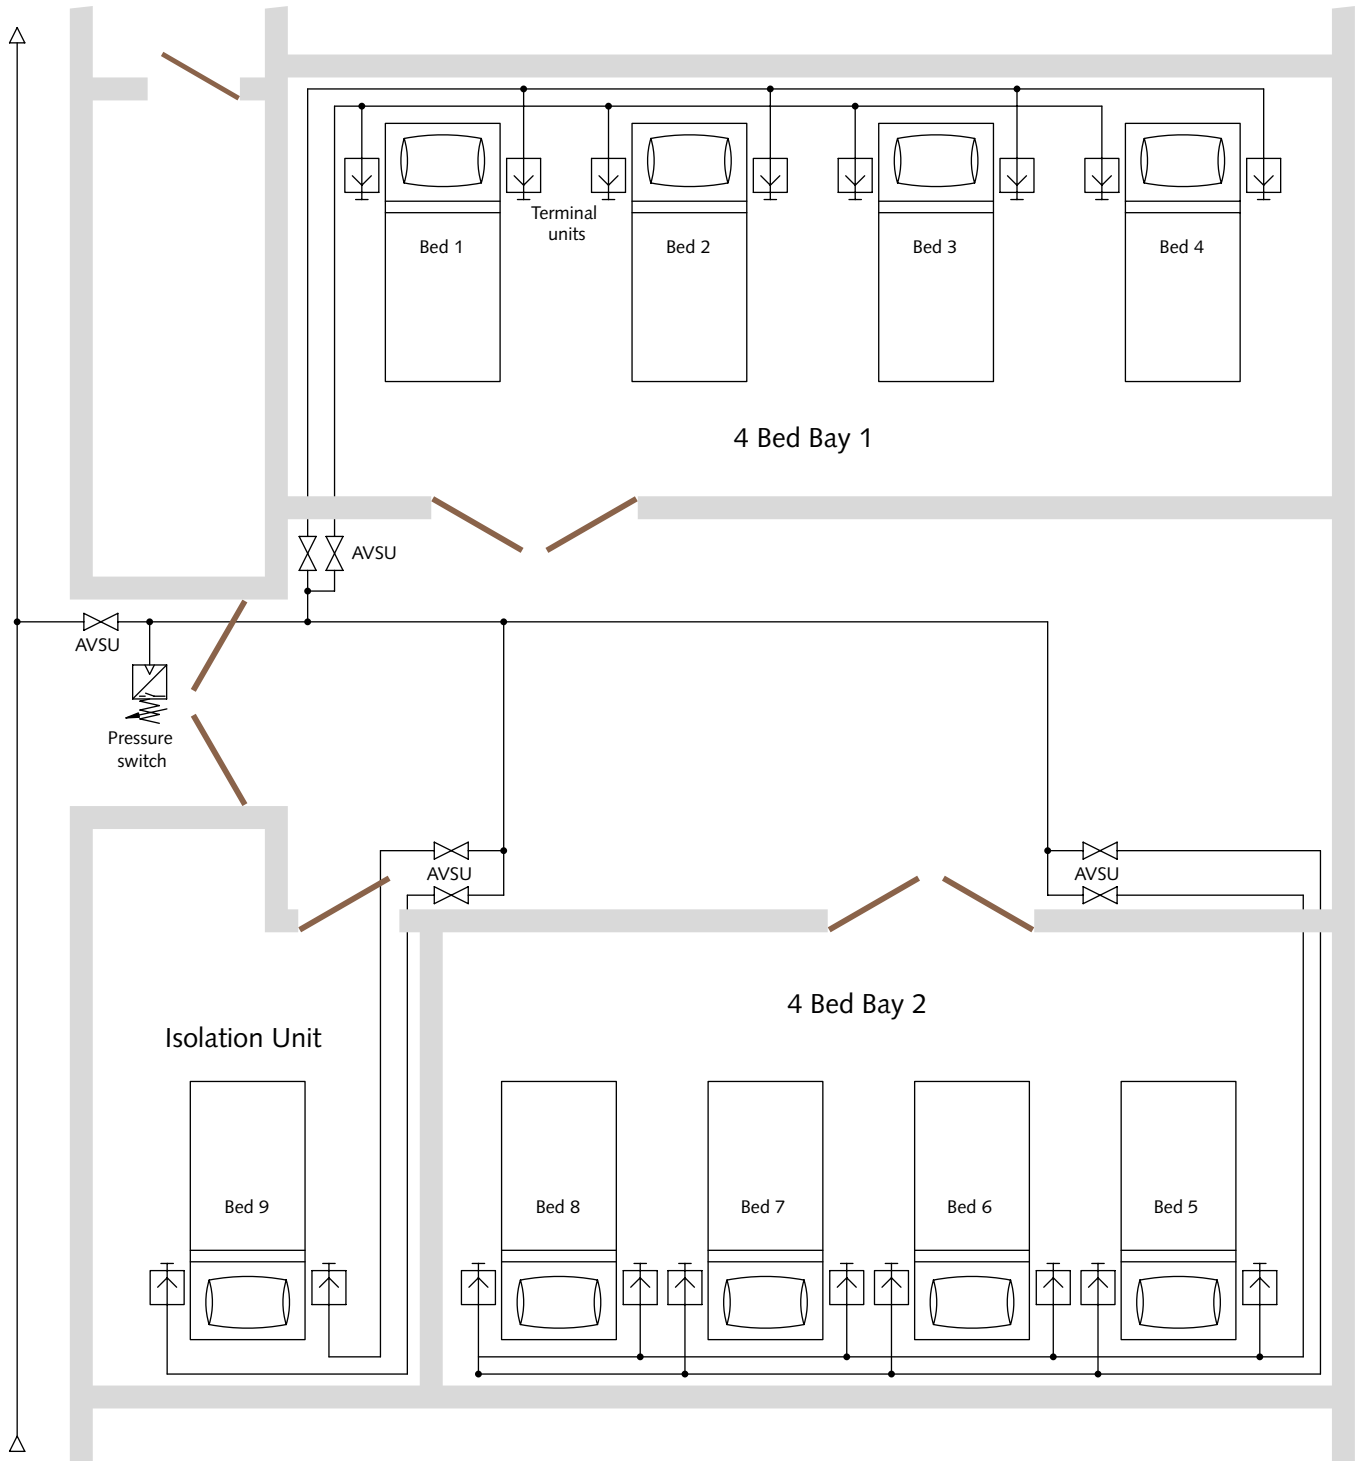 Terminal
units
Bed 1
Bed 2
Bed 3
Bed 4
4 Bed Bay 1
AVSU
AVSU
Pressure
switch
AVSU
AVSU
4 Bed Bay 2
Isolation Unit
Bed 9
Bed 8
Bed 7
Bed 6
Bed 5